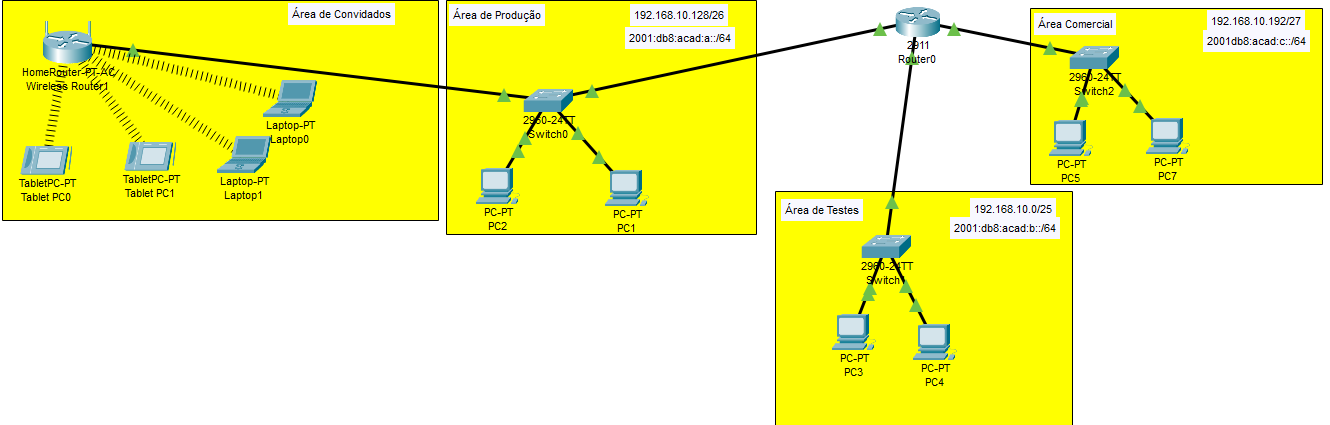 Área de Convidados
HomeRouter-PT-AC
Wireless Router1
Laptop-PT
Laptop0
TabletPC-PT
Tablet PC0
TabletPC-PT
Tablet PC1
Laptop-PT
Laptop1
Área de Produção
192.168.10.128/26
2001:db8:acad:a::/64
2960-24TT
Switch0
PC-PT
PC2
PC-PT
PC1
2911
Router0
Área Comercial
192.168.10.192/27
2001db8:acad:c::/64
2960-24TT
Switch2
PC-PT
PC5
PC-PT
PC7
Área de Testes
192.168.10.0/25
2001:db8:acad:b::/64
2960-24TT
Switch1
PC-PT
PC3
PC-PT
PC4